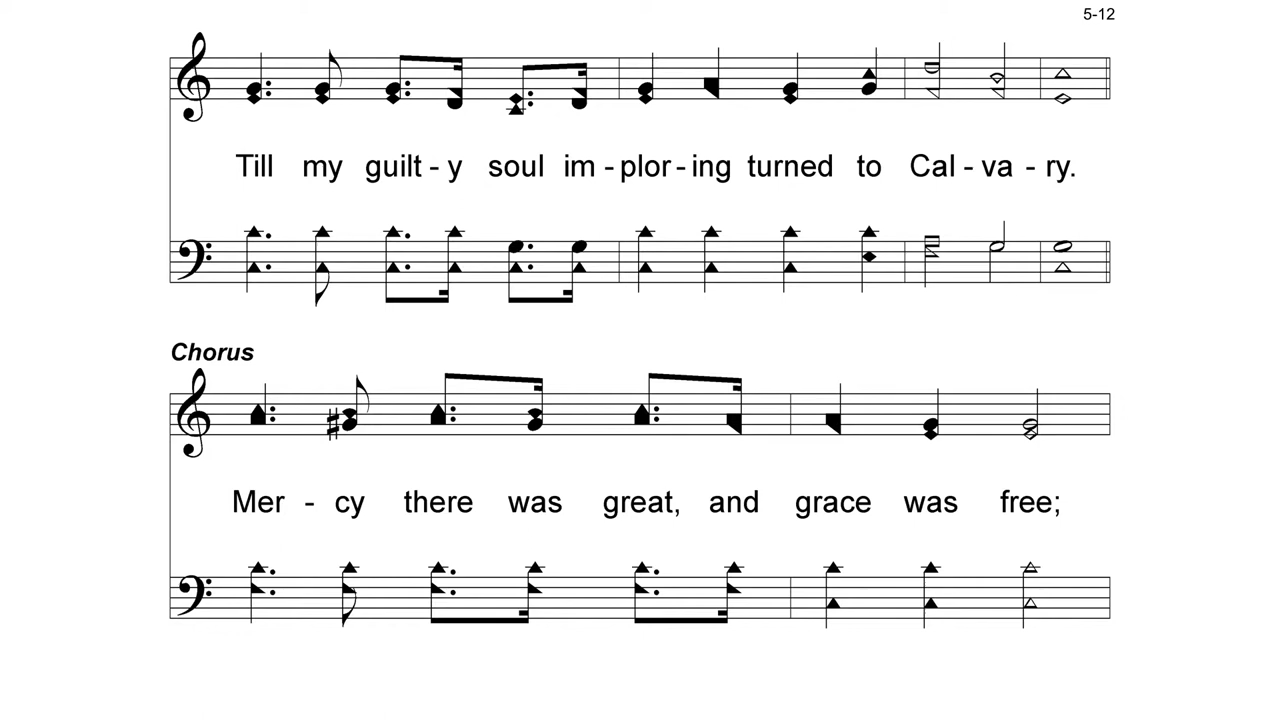 5-12
Till my guilt - y soul im - plor - ing turned to Cal - va - ry.
Chorus
Mer - cy there was great, and grace was free;